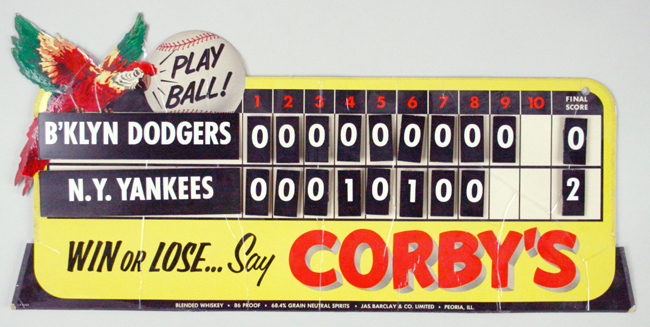 PLAY
BALL!
1 2 3 4 5 6 7 8 9 10 FINAL SCORE
B'KLYN DODGERS 0 0 0 0 0 0 0 0 0 0
N.Y. YANKEES 0 0 0 1 0 1 0 0 2
WIN OR LOSE... Say CORBY'S
BLENDED WHISKEY • 86 PROOF • 68.4% GRAIN NEUTRAL SPIRITS • JAS. BARCLAY & CO. LIMITED • PEORIA, ILL.